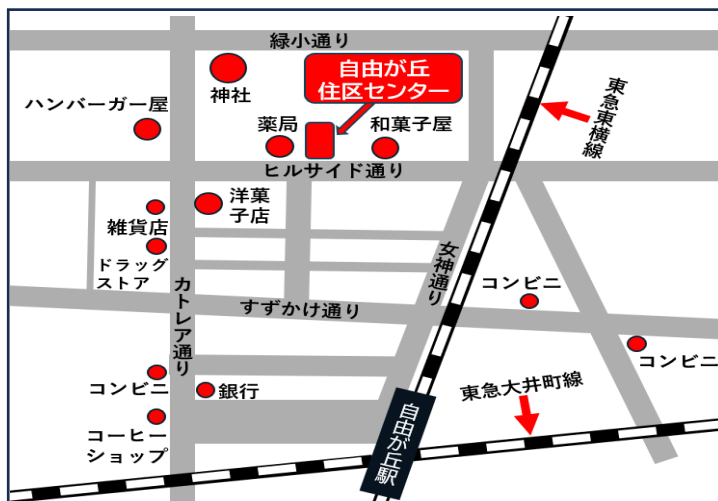 緑小通り
自由が丘
住区センター
神社
ハンバーガー屋
薬局
和菓子屋
東急東横線
ヒルサイド通り
洋菓
子店
雑貨店
ドラッグ
ストア
カトレア通り
女神通り
すずかけ通り
コンビニ
コンビニ
コンビニ
銀行
東急大井町線
コーヒー
ショップ
自由が丘駅